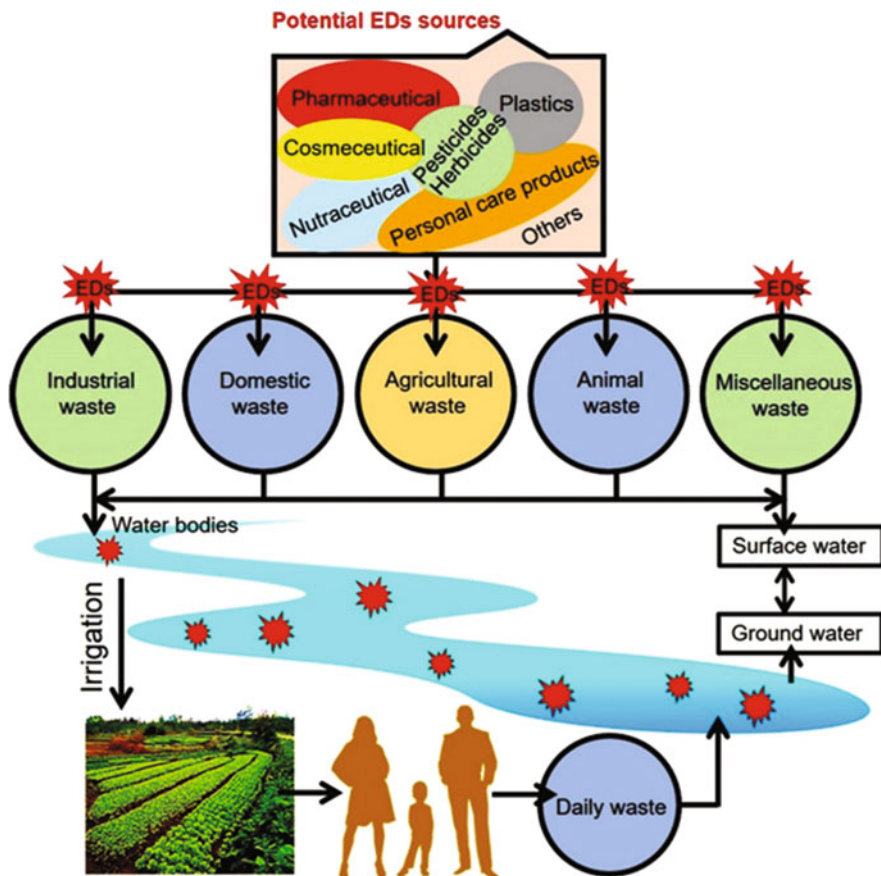 Potential EDs sources
Pharmaceutical
Plastics
Cosmeceutical
Pesticides
Herbicides
Nutraceutical
Personal care products
Others
EDs
EDs
EDs
EDs
EDs
Industrial
waste
Domestic
waste
Agricultural
waste
Animal
waste
Miscellaneous
waste
Water bodies
Surface water
Ground water
Irrigation
Daily waste